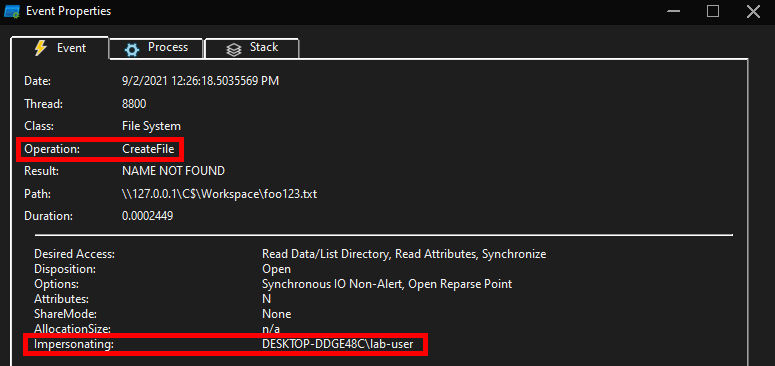 Event Properties
Event Process Stack
Date: 9/2/2021 12:26:18.5035569 PM
Thread: 8800
Class: File System
Operation: CreateFile
Result: NAME NOT FOUND
Path: \\127.0.0.1\C$\Workspace\foo123.txt
Duration: 0.0002449
Desired Access: Read Data/List Directory, Read Attributes, Synchronize
Disposition: Open
Options: Synchronous IO Non-Alert, Open Reparse Point
Attributes: N
ShareMode: None
AllocationSize: n/a
Impersonating: DESKTOP-DDGE48C\lab-user